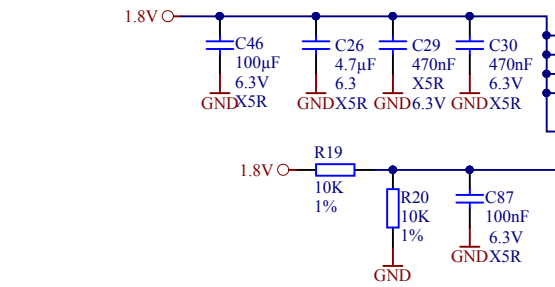 1.8V
C46
100µF
6.3V
X5R
GND
C26
4.7µF
6.3
X5R
GND
C29
470nF
X5R
6.3V
GND
C30
470nF
6.3V
X5R
GND
1.8V
R19
10K
1%
R20
10K
1%
GND
C87
100nF
6.3V
X5R
GND